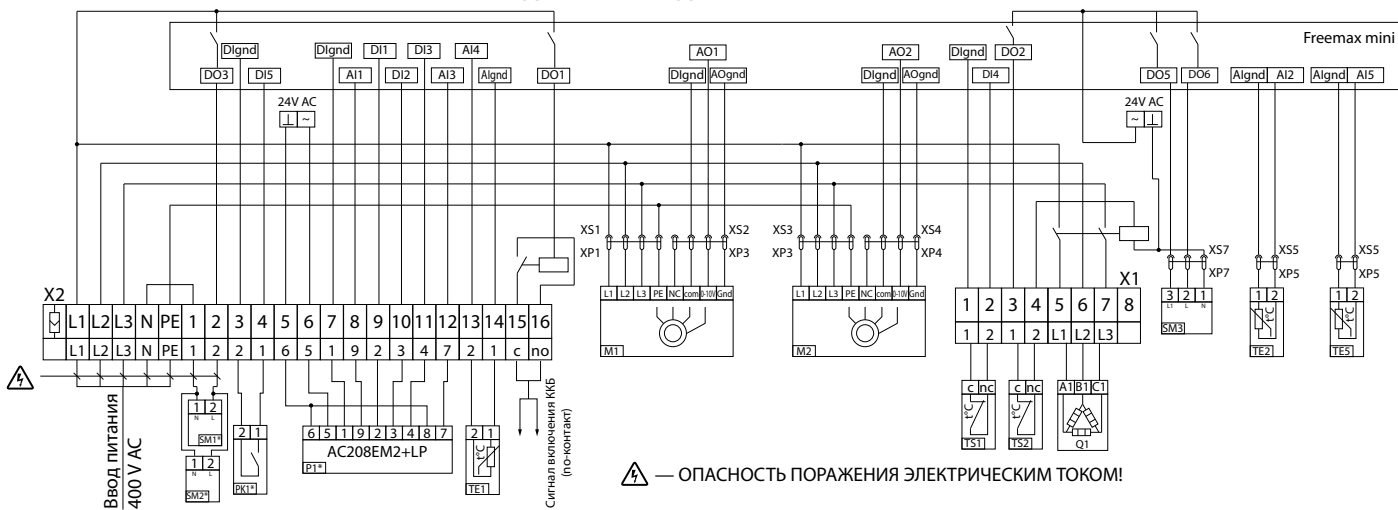 Freemax mini
DIgnd DIgnd DI1 DI3 AI4 AO1 AO2 DIgnd DO2
DO3 DI5 AI1 DI2 AI3 AIgnd DO1 DIgnd AOgnd DIgnd AOgnd DI4 DO5 DO6 AIgnd AI2 AIgnd AI5
24V AC
⊥ ~
24V AC
~ ⊥
XS1 XS2 XS3 XS4
XP1 XP3 XP3 XP4
XS7 XS5 XS5
XP7 XP5 XP5
X2
L1 L2 L3 N PE 1 2 3 4 5 6 7 8 9 10 11 12 13 14 15 16
L1 L2 L3 N PE 1 2 2 1 6 5 1 9 2 3 4 7 2 1 c no
L1 L2 L3 PE NC com 0-10V Gnd
M1
L1 L2 L3 PE NC com 0-10V Gnd
M2
X1
1 2 3 4 5 6 7 8
1 2 1 2 L1 L2 L3
3 2 1
L1 L N
SM3
1 2
t°C
TE2
1 2
t°C
TE5
Ввод питания
400 V AC
1 2
N L
SM1*
1 2
N L
SM2*
2 1
PK1*
6 5 1 9 2 3 4 8 7
AC208EM2+LP
P1*
2 1
t°C
TE1
Сигнал включения ККБ
(no-контакт)
c nc
t°C
TS1
c nc
t°C
TS2
A1 B1 C1
Q1
— ОПАСНОСТЬ ПОРАЖЕНИЯ ЭЛЕКТРИЧЕСКИМ ТОКОМ!